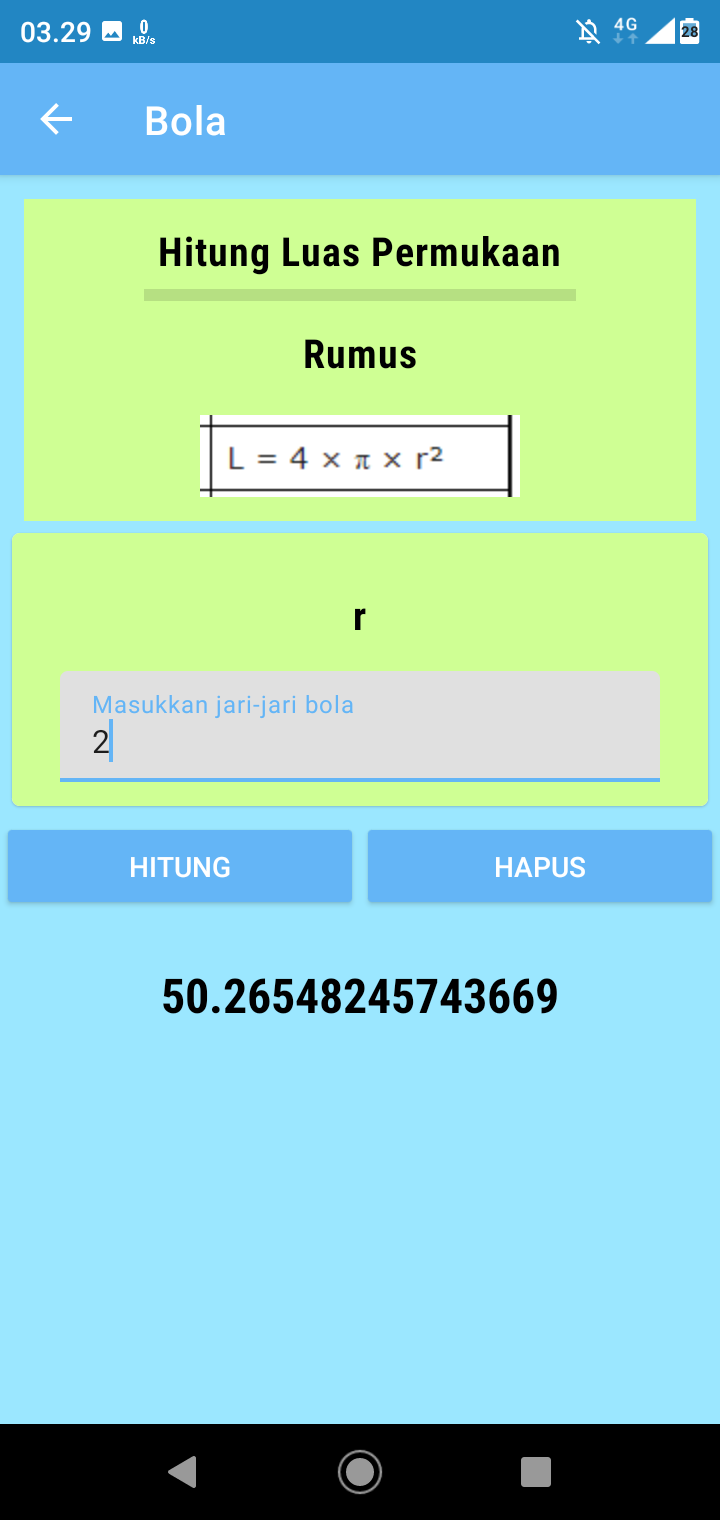 03.29 0 kB/s 4G 28
Bola
Hitung Luas Permukaan
Rumus
L = 4 × π × r²
r
Masukkan jari-jari bola
2
HITUNG HAPUS
50.26548245743669